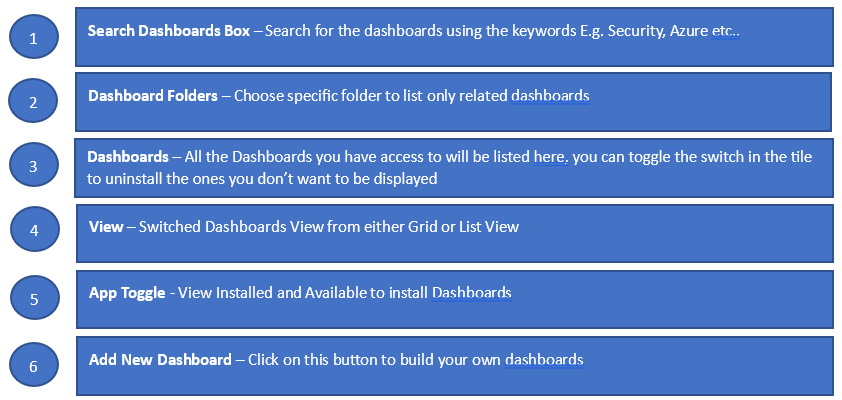 1
Search Dashboards Box – Search for the dashboards using the keywords E.g. Security, Azure etc..
2
Dashboard Folders – Choose specific folder to list only related dashboards
3
Dashboards – All the Dashboards you have access to will be listed here, you can toggle the switch in the tile
to uninstall the ones you don't want to be displayed
4
View – Switched Dashboards View from either Grid or List View
5
App Toggle - View Installed and Available to install Dashboards
6
Add New Dashboard – Click on this button to build your own dashboards